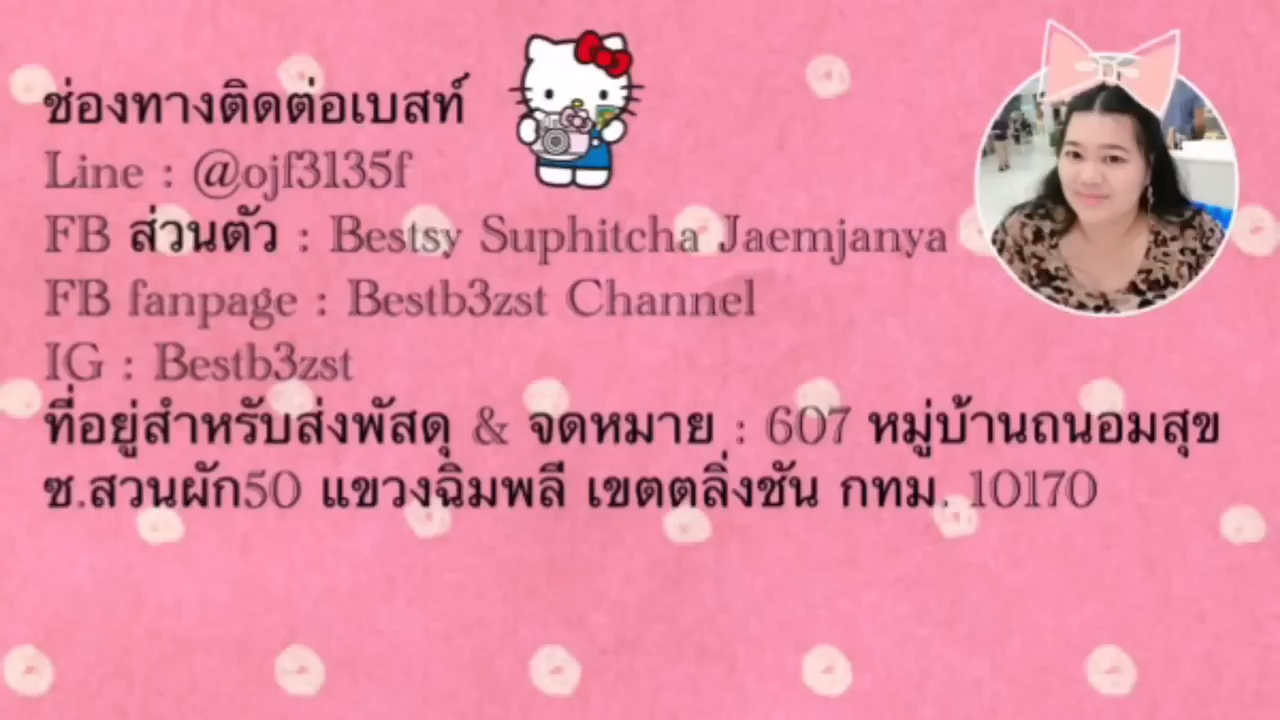 ช่องทางติดต่อเบสท์
Line : @ojf3135f
FB ส่วนตัว : Bestsy Suphitcha Jaemjanya
FB fanpage : Bestb3zst Channel
IG : Bestb3zst
ที่อยู่สำหรับส่งพัสดุ & จดหมาย : 607 หมู่บ้านถนอมสุข
ซ.สวนผัก50 แขวงฉิมพลี เขตตลิ่งชัน กทม. 10170